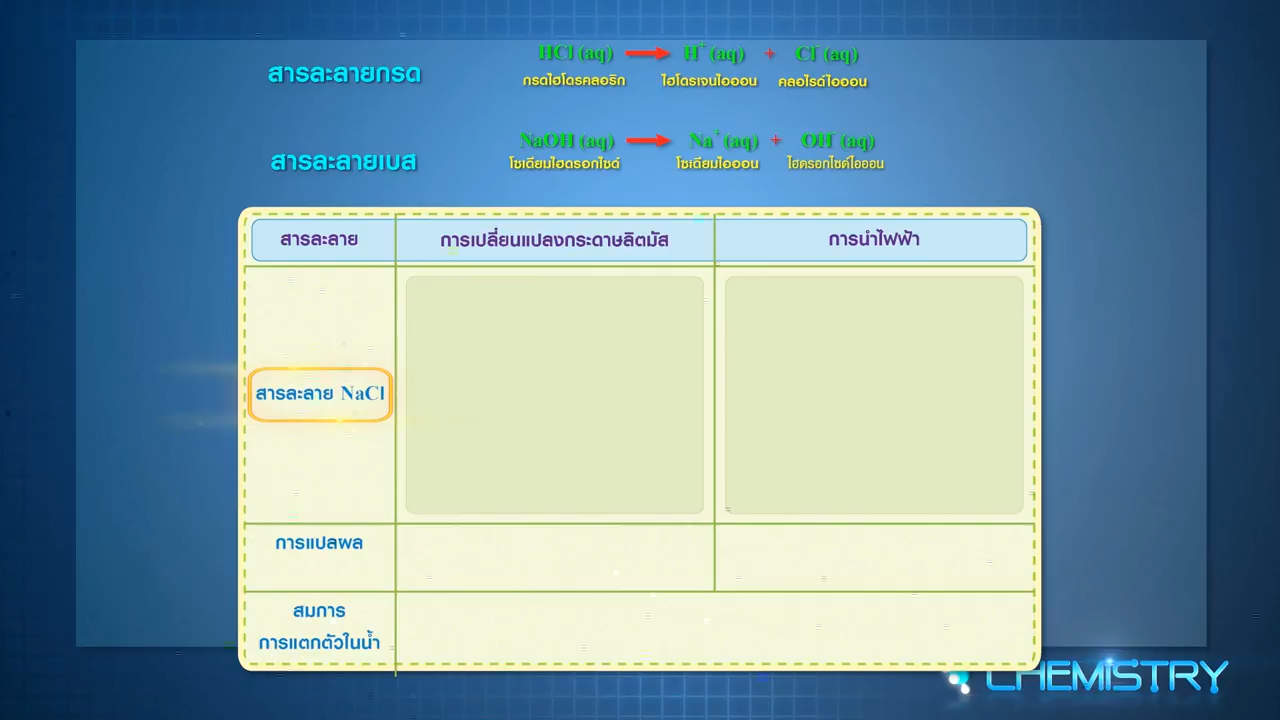 สารละลายกรด
HCl (aq) → H⁺ (aq) + Cl⁻ (aq)
กรดไฮโดรคลอริก ไฮโดรเจนไอออน คลอไรด์ไอออน
สารละลายเบส
NaOH (aq) → Na⁺ (aq) + OH⁻ (aq)
โซเดียมไฮดรอกไซด์ โซเดียมไอออน ไฮดรอกไซด์ไอออน
สารละลาย การเปลี่ยนแปลงกระดาษลิตมัส การนำไฟฟ้า
สารละลาย NaCl
การแปลผล
สมการ
การแตกตัวในน้ำ
CHEMISTRY